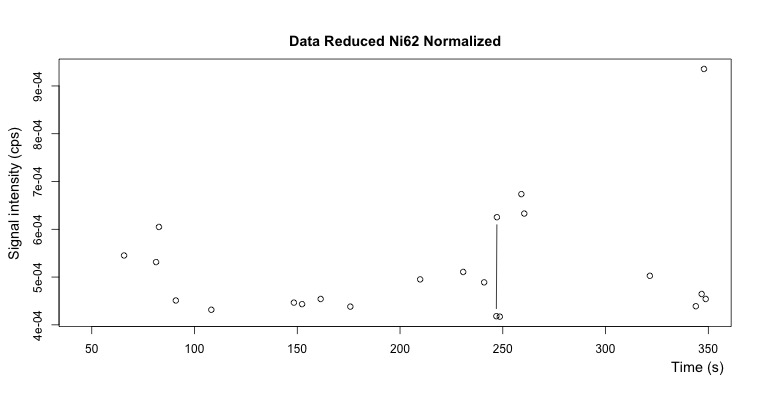 Data Reduced Ni62 Normalized
Signal intensity (cps)
9e-04
8e-04
7e-04
6e-04
5e-04
4e-04
50 100 150 200 250 300 350
Time (s)